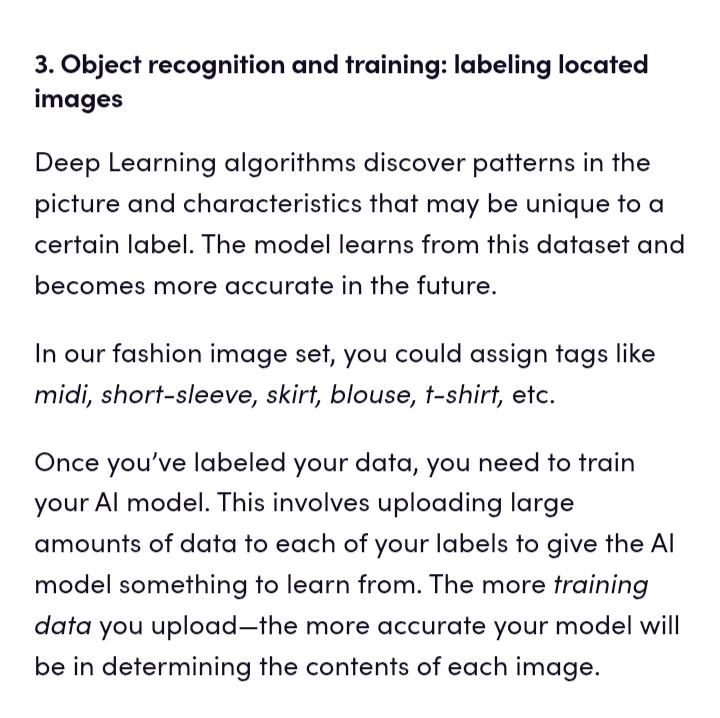 3. Object recognition and training: labeling located
images
Deep Learning algorithms discover patterns in the
picture and characteristics that may be unique to a
certain label. The model learns from this dataset and
becomes more accurate in the future.
In our fashion image set, you could assign tags like
midi, short-sleeve, skirt, blouse, t-shirt, etc.
Once you’ve labeled your data, you need to train
your AI model. This involves uploading large
amounts of data to each of your labels to give the AI
model something to learn from. The more training
data you upload—the more accurate your model will
be in determining the contents of each image.